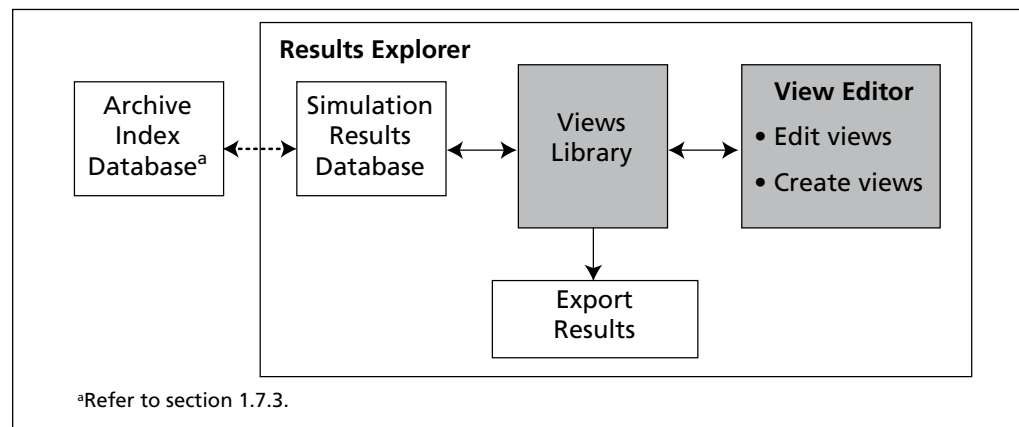 Results Explorer
Archive
Index
Databaseᵃ
Simulation
Results
Database
Views
Library
View Editor
• Edit views
• Create views
Export
Results
ᵃRefer to section 1.7.3.